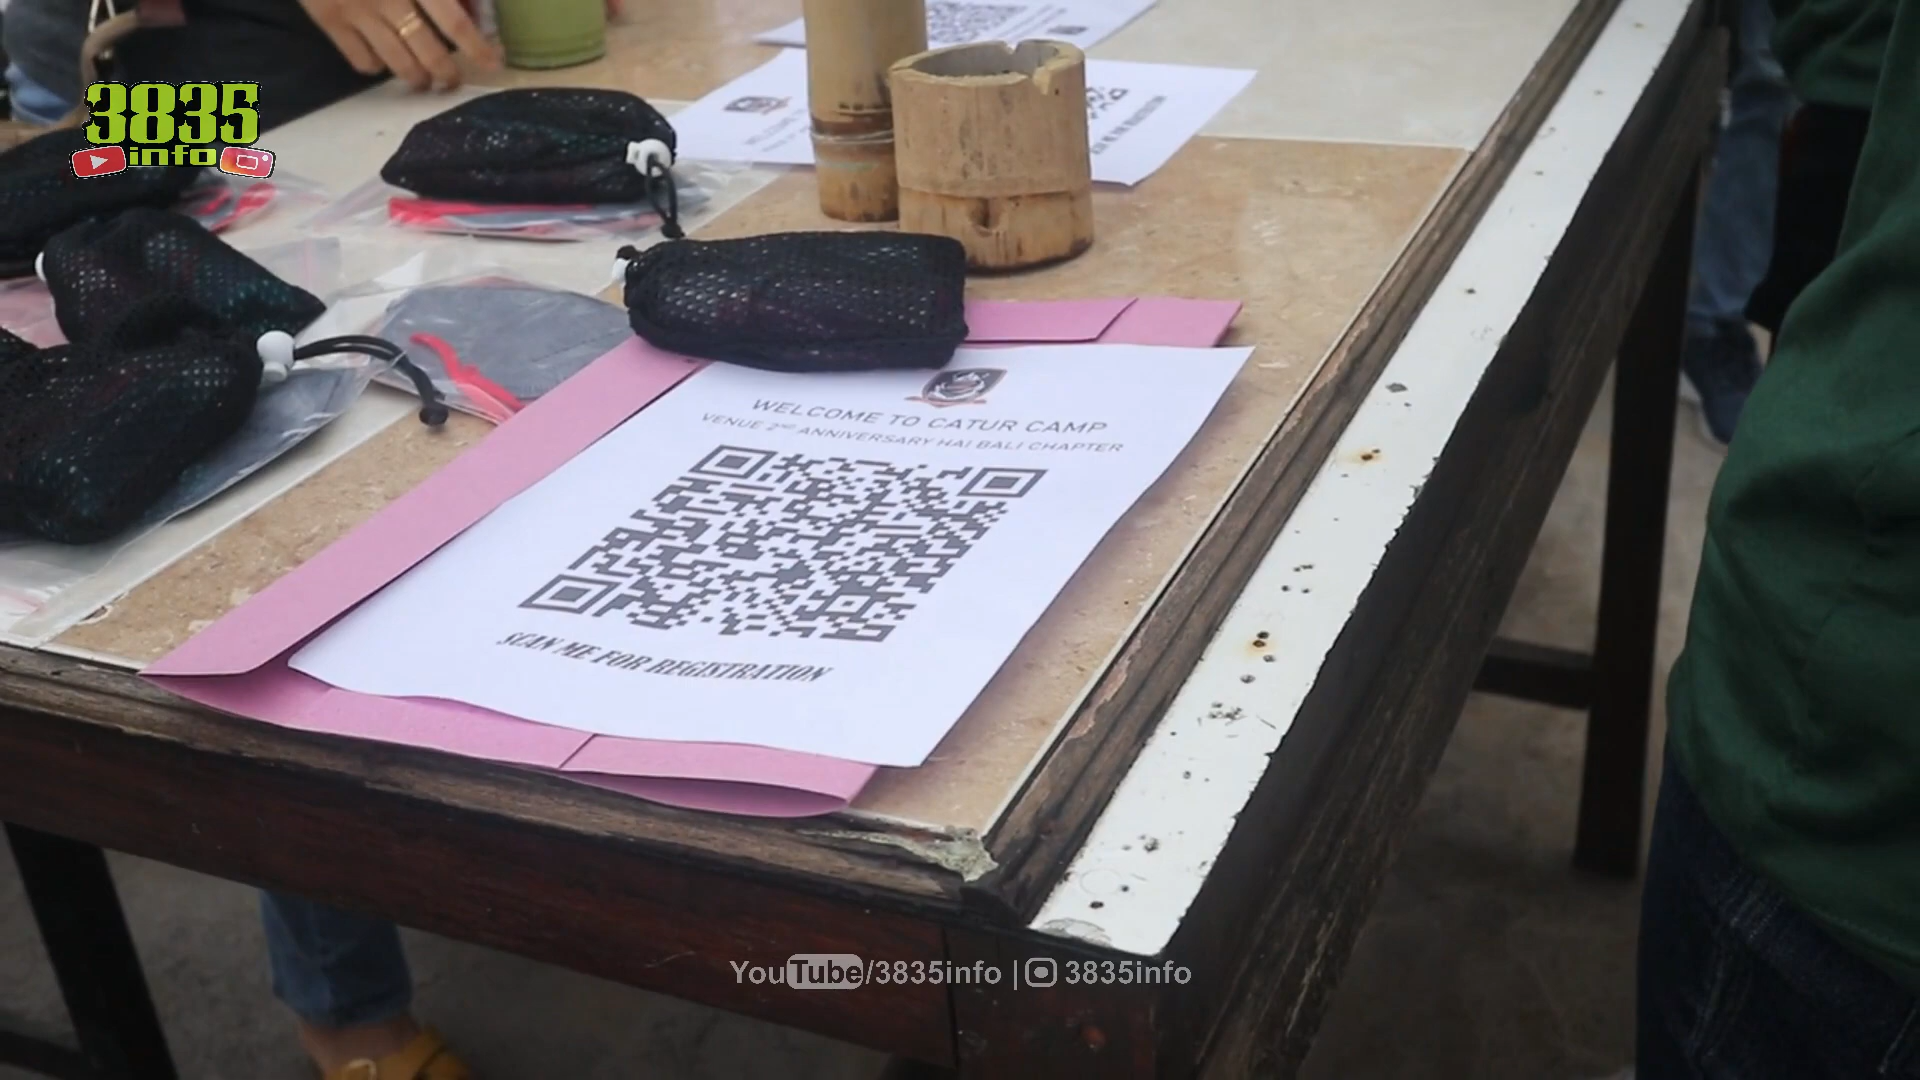 3835
info
WELCOME TO CATUR CAMP
VENUE 2ND ANNIVERSARY HAI BALI CHAPTER
SCAN ME FOR REGISTRATION
YouTube/3835info | 3835info